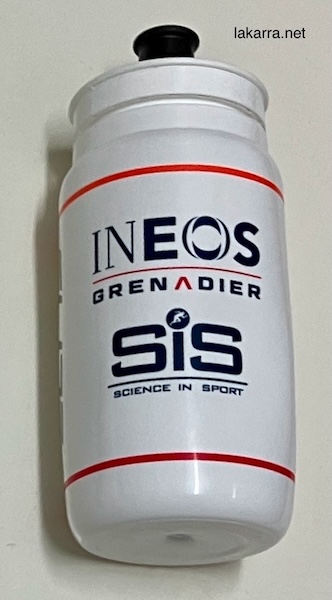 lakarra.net
INEOS
GRENADIER
SiS
SCIENCE IN SPORT